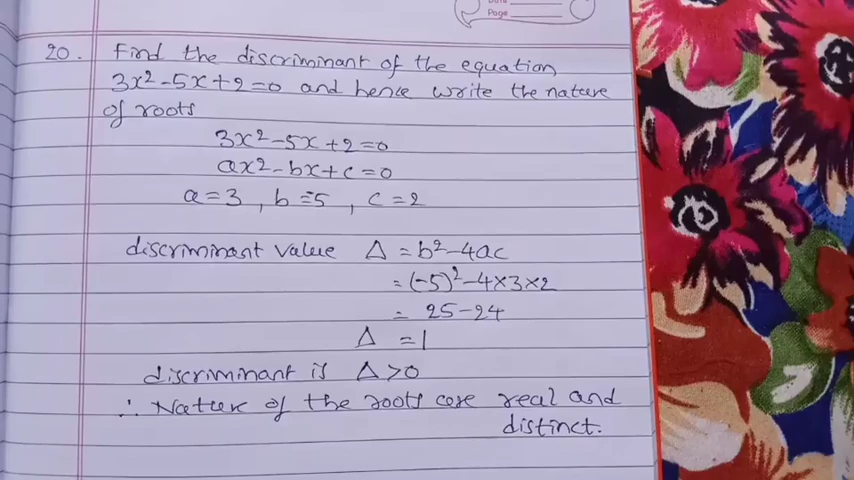 Date
Page
20. Find the discriminant of the equation
3x²-5x+2=0 and hence write the nature
of roots
3x²-5x+2=0
ax²-bx+c=0
a=3, b=-5, c=2
discriminant value Δ = b²-4ac
= (-5)²-4×3×2
= 25-24
Δ = 1
discriminant is Δ>0
∴ Nature of the roots are real and
distinct.